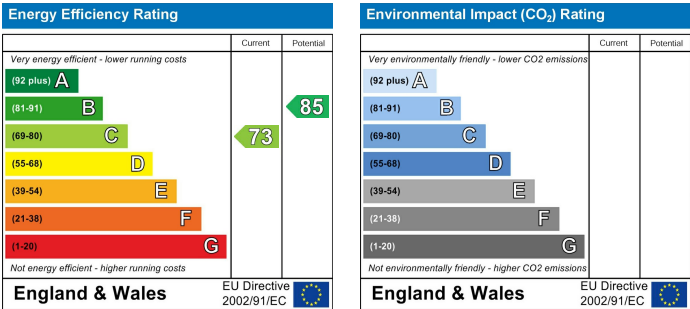 Energy Efficiency Rating
Current Potential
Very energy efficient - lower running costs
(92 plus) A
(81-91) B
(69-80) C
(55-68) D
(39-54) E
(21-38) F
(1-20) G
73
85
Not energy efficient - higher running costs
England & Wales
EU Directive
2002/91/EC
Environmental Impact (CO₂) Rating
Current Potential
Very environmentally friendly - lower CO2 emissions
(92 plus) A
(81-91) B
(69-80) C
(55-68) D
(39-54) E
(21-38) F
(1-20) G
Not environmentally friendly - higher CO2 emissions
England & Wales
EU Directive
2002/91/EC